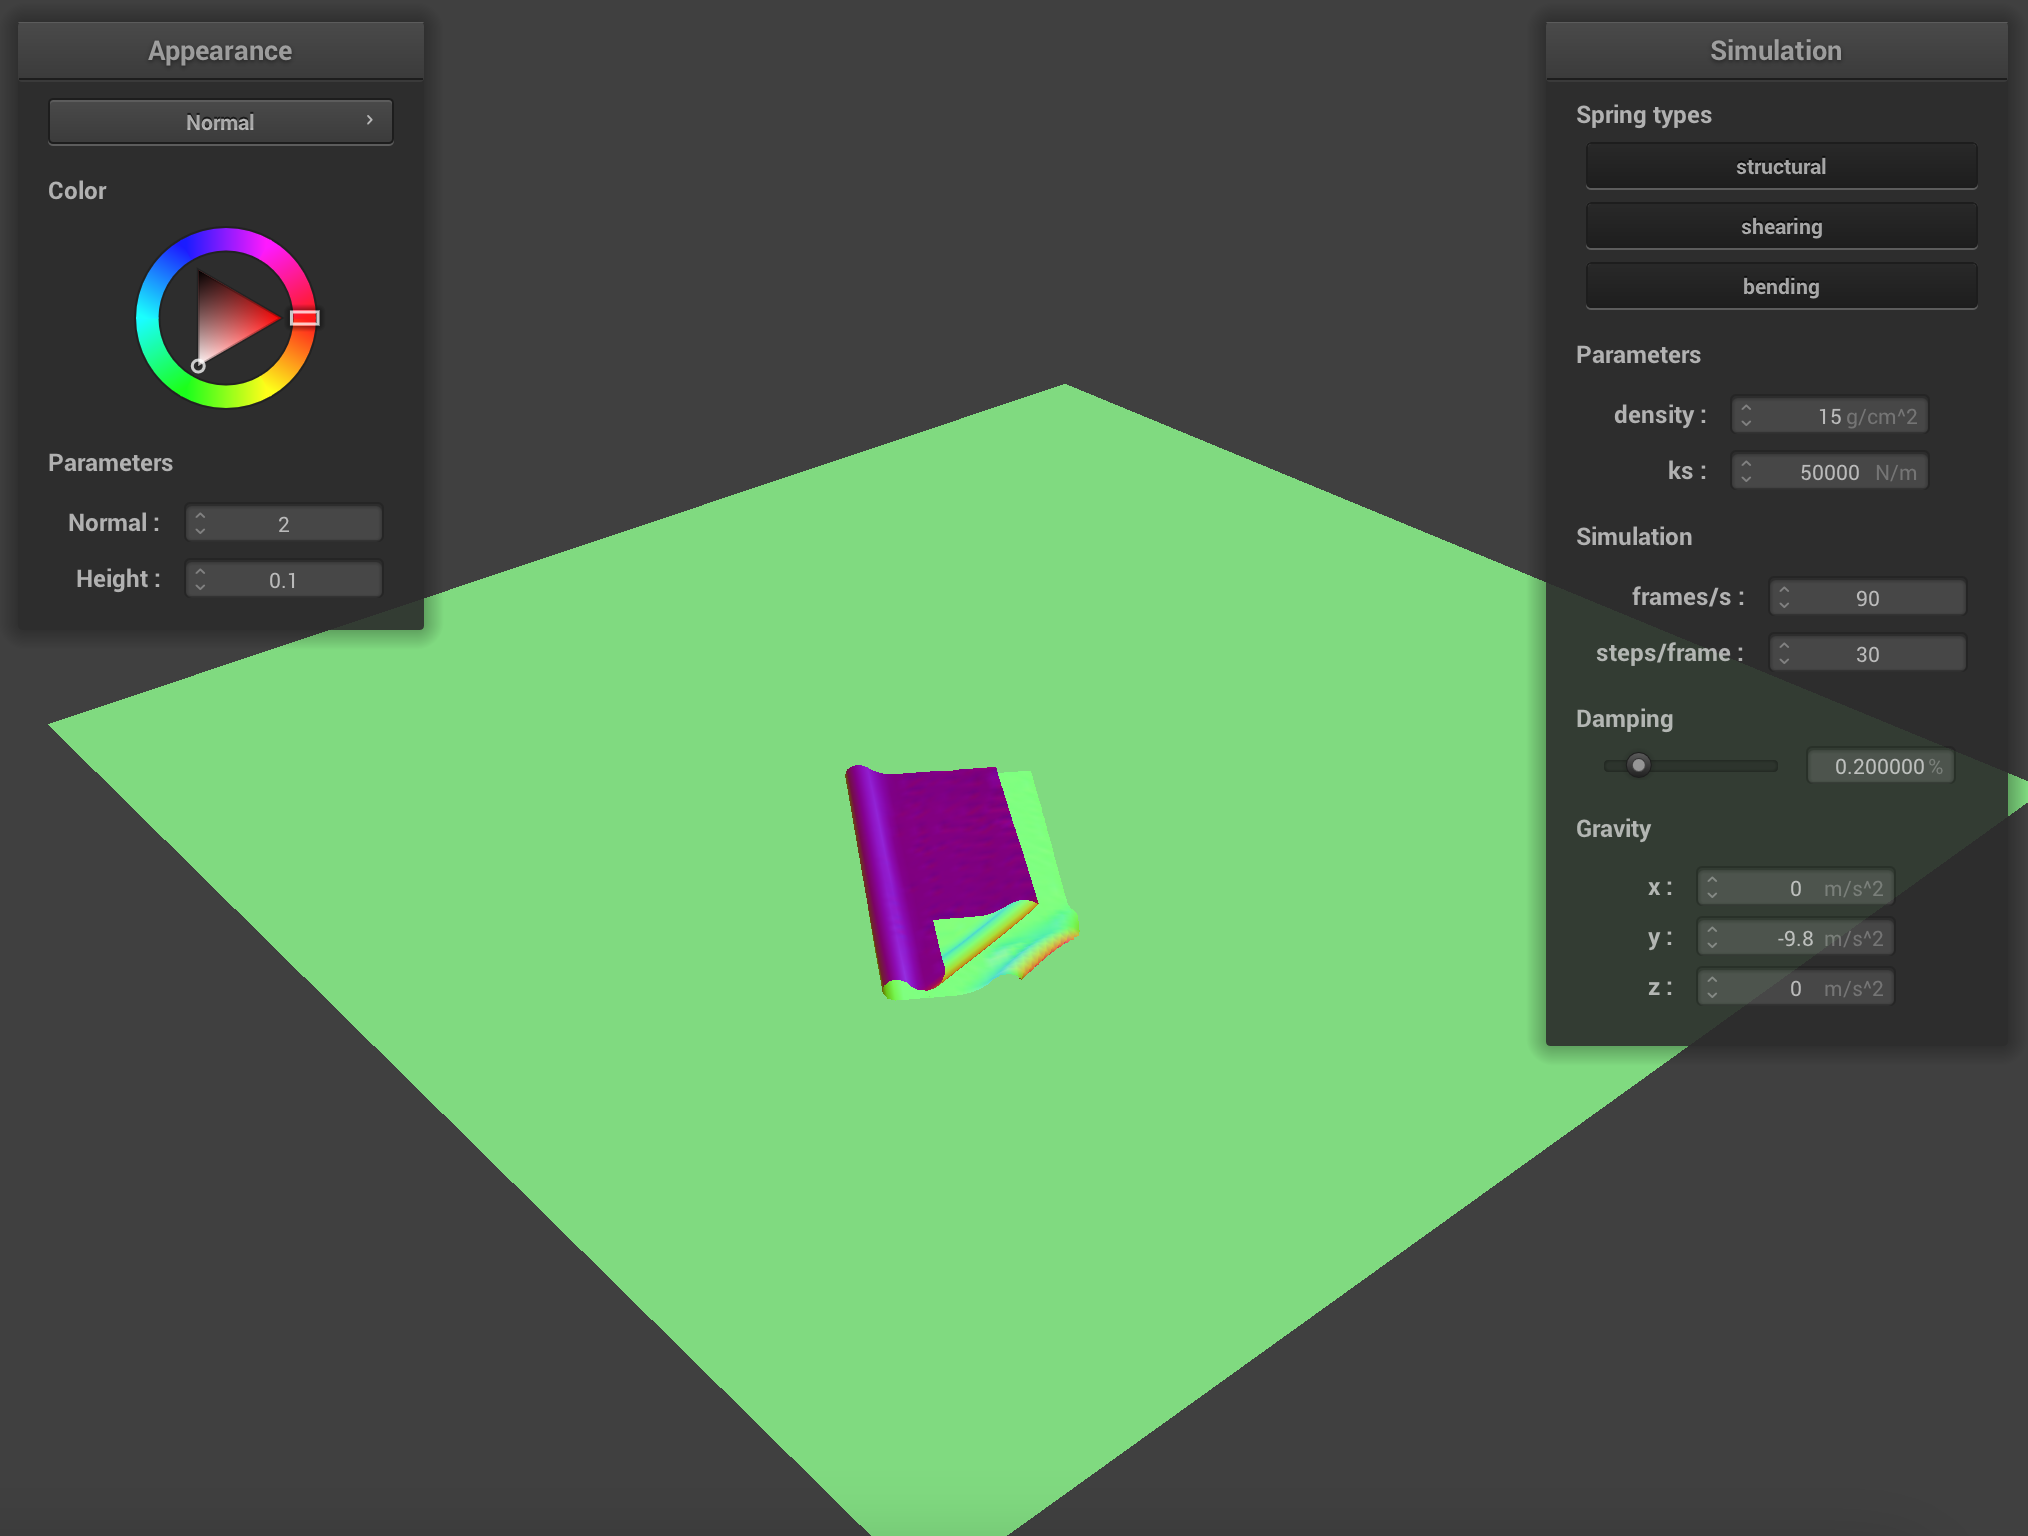 Appearance
Normal
Color
Parameters
Normal : 2
Height : 0.1
Simulation
Spring types
structural
shearing
bending
Parameters
density : 15 g/cm^2
ks : 50000 N/m
Simulation
frames/s : 90
steps/frame : 30
Damping
0.200000 %
Gravity
x : 0 m/s^2
y : -9.8 m/s^2
z : 0 m/s^2